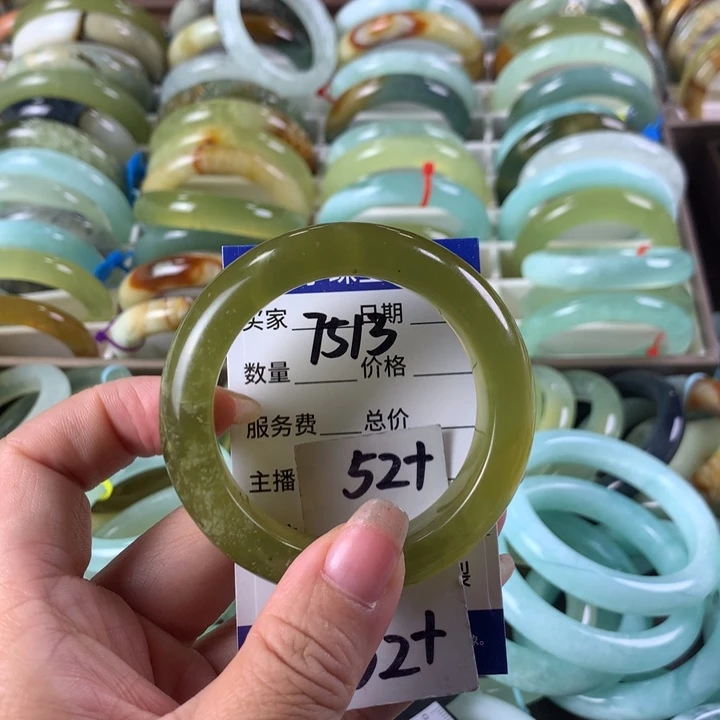 买家 7513 日期
数量 价格
服务费 总价
主播 52+
52+